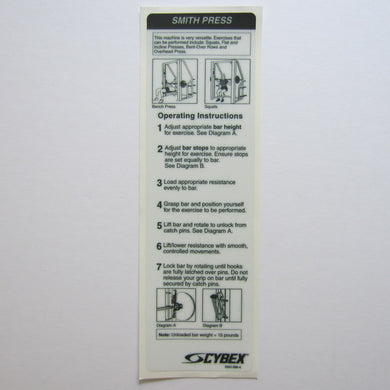 SMITH PRESS
This machine is very versatile. Exercises that
can be performed include: Squats, Flat and
Incline Presses, Bent-Over Rows and
Overhead Press.
Bench Press
Squats
Operating Instructions
1 Adjust appropriate bar height
for exercise. See Diagram A.
2 Adjust bar stops to appropriate
height for exercise. Ensure stops
are set equally to bar.
See Diagram B.
3 Load appropriate resistance
evenly to bar.
4 Grasp bar and position yourself
for the exercise to be performed.
5 Lift bar and rotate to unlock from
catch pins. See Diagram A.
6 Lift/lower resistance with smooth,
controlled movements.
7 Lock bar by rotating until hooks
are fully latched over pins. Do not
release your grip on bar until fully
secured by catch pins.
Diagram A
Diagram B
Note: Unloaded bar weight = 15 pounds
CYBEX